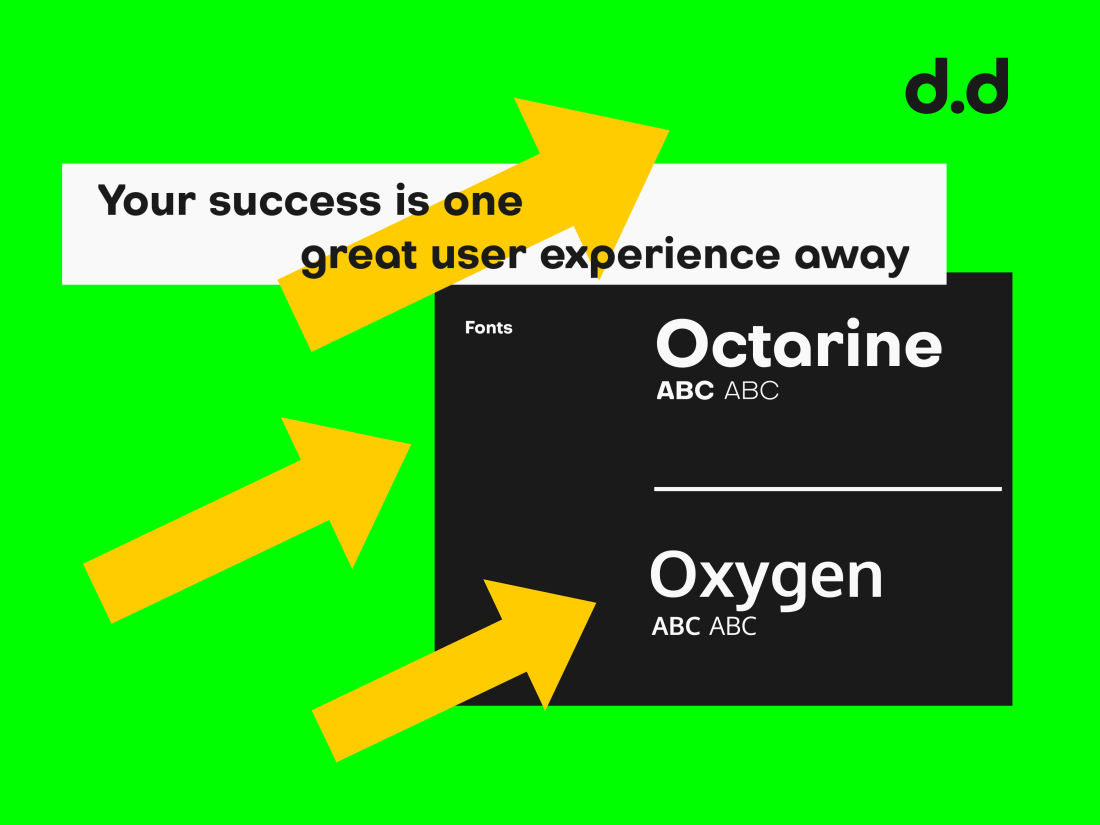 d.d
Your success is one
great user experience away
Fonts
Octarine
ABC ABC
Oxygen
ABC ABC